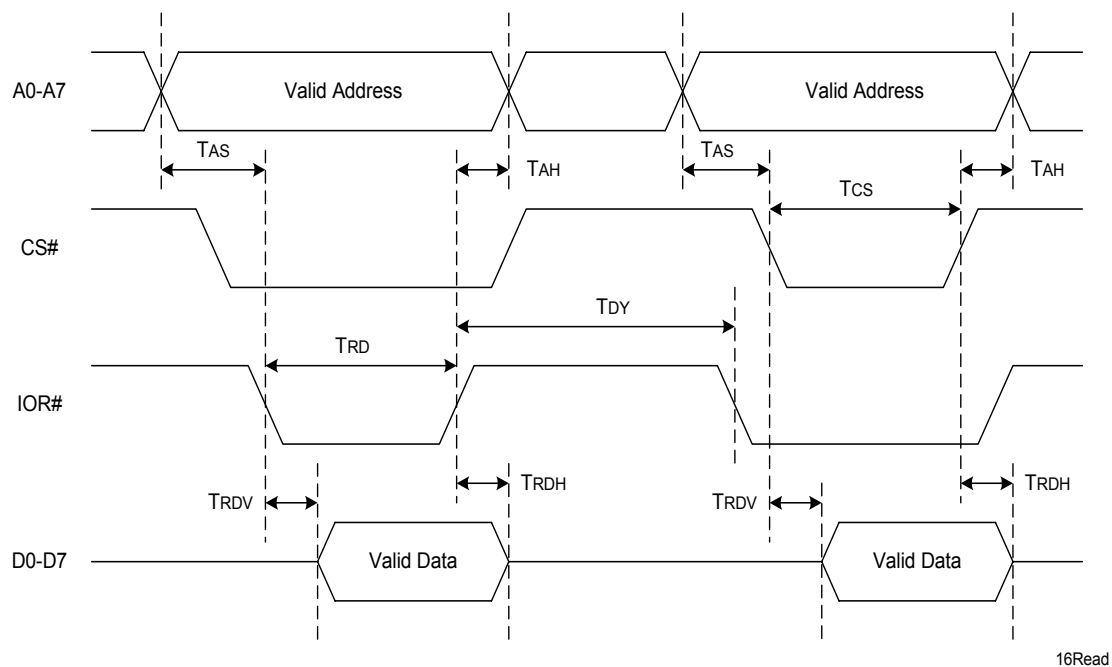 A0-A7 Valid Address Valid Address
TAS TAH TAS TAH
TCS
CS#
TDY
TRD
IOR#
TRDV TRDH TRDV TRDH
D0-D7 Valid Data Valid Data
16Read